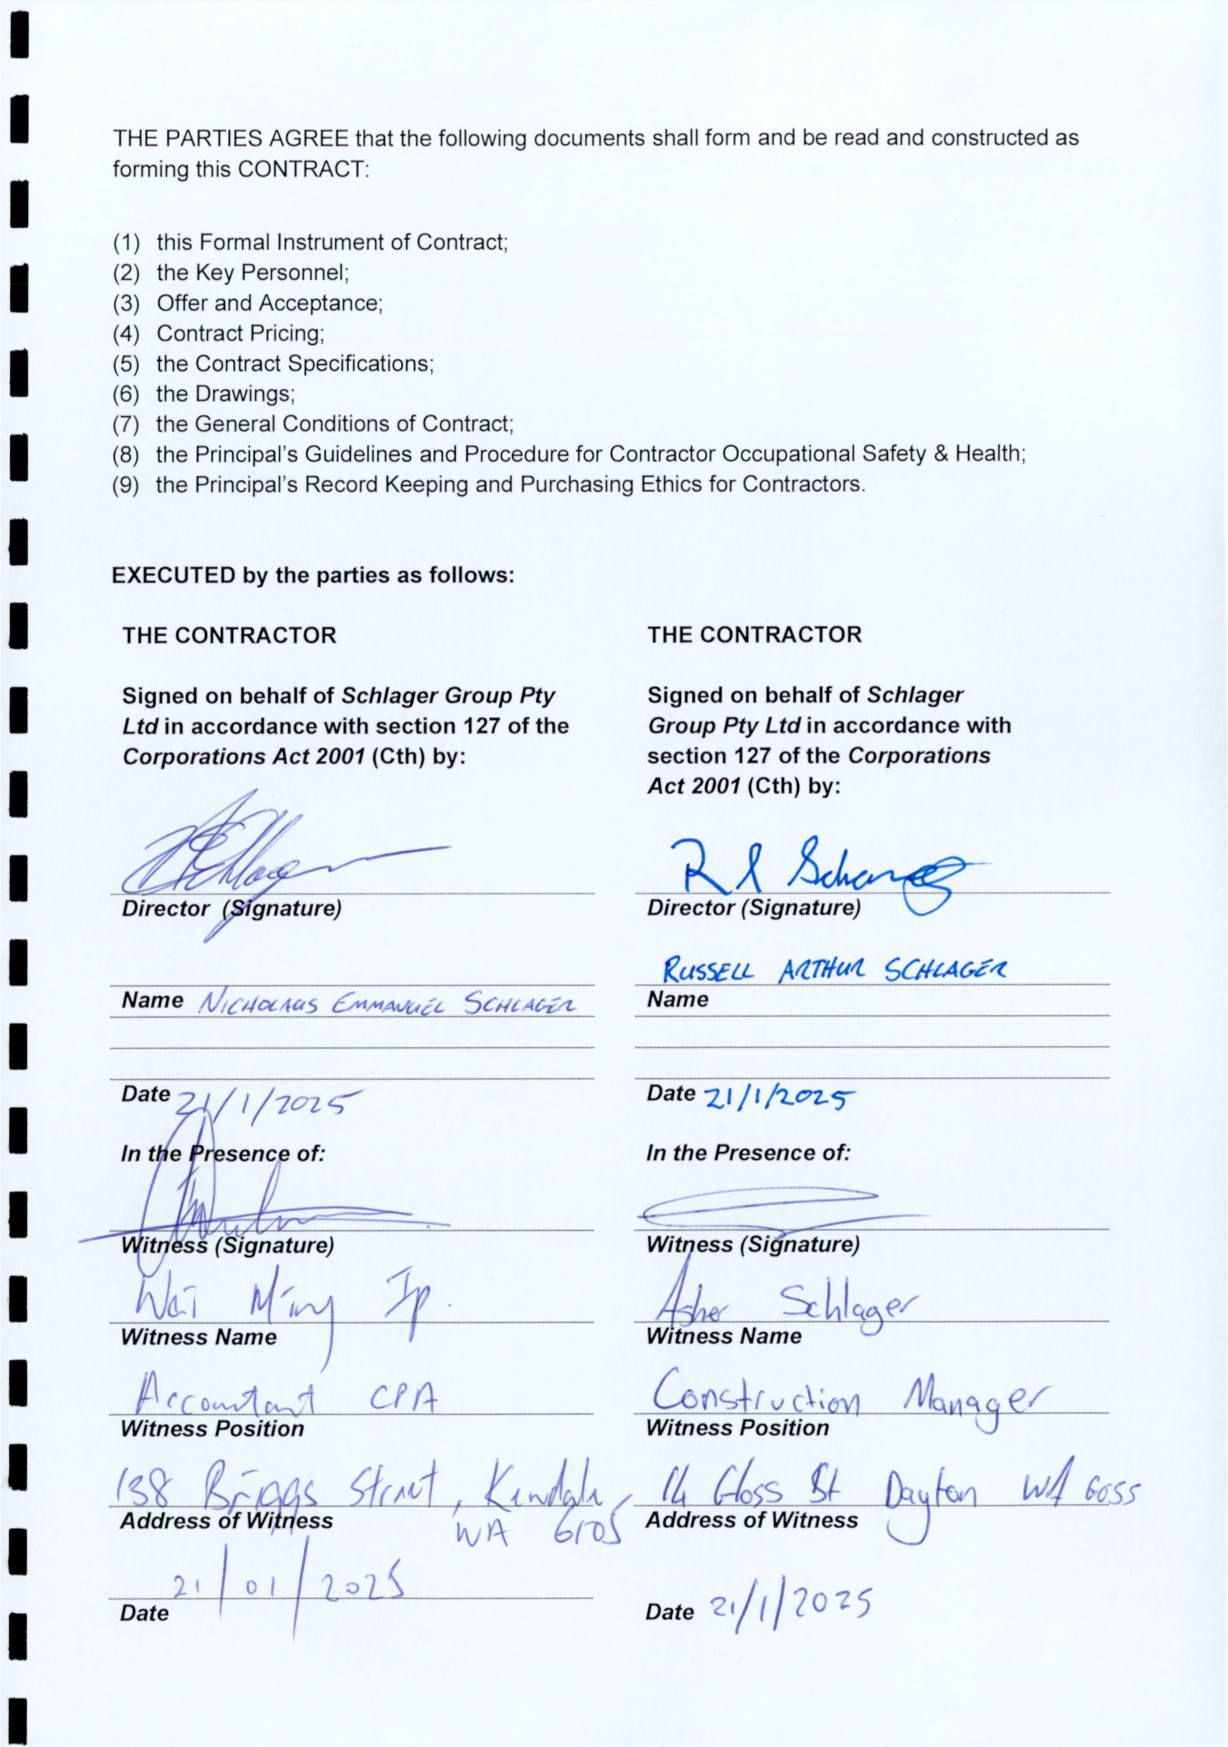 THE PARTIES AGREE that the following documents shall form and be read and constructed as
forming this CONTRACT:
(1) this Formal Instrument of Contract;
(2) the Key Personnel;
(3) Offer and Acceptance;
(4) Contract Pricing;
(5) the Contract Specifications;
(6) the Drawings;
(7) the General Conditions of Contract;
(8) the Principal's Guidelines and Procedure for Contractor Occupational Safety & Health;
(9) the Principal's Record Keeping and Purchasing Ethics for Contractors.
EXECUTED by the parties as follows:
THE CONTRACTOR
Signed on behalf of Schlager Group Pty
Ltd in accordance with section 127 of the
Corporations Act 2001 (Cth) by:
Director (Signature)
Name NICHOLAUS EMMANUEL SCHLAGER
Date 21/1/2025
In the Presence of:
Witness (Signature)
Wai Ming Ip.
Witness Name
Accountant CPA
Witness Position
138 Briggs Street, Kewdale
WA 6105
Address of Witness
21/01/2025
Date
THE CONTRACTOR
Signed on behalf of Schlager
Group Pty Ltd in accordance with
section 127 of the Corporations
Act 2001 (Cth) by:
Director (Signature)
RUSSELL ARTHUR SCHLAGER
Name
Date 21/1/2025
In the Presence of:
Witness (Signature)
Asher Schlager
Witness Name
Construction Manager
Witness Position
14 St Dayton WA 6055
Address of Witness
Date 21/1/2025